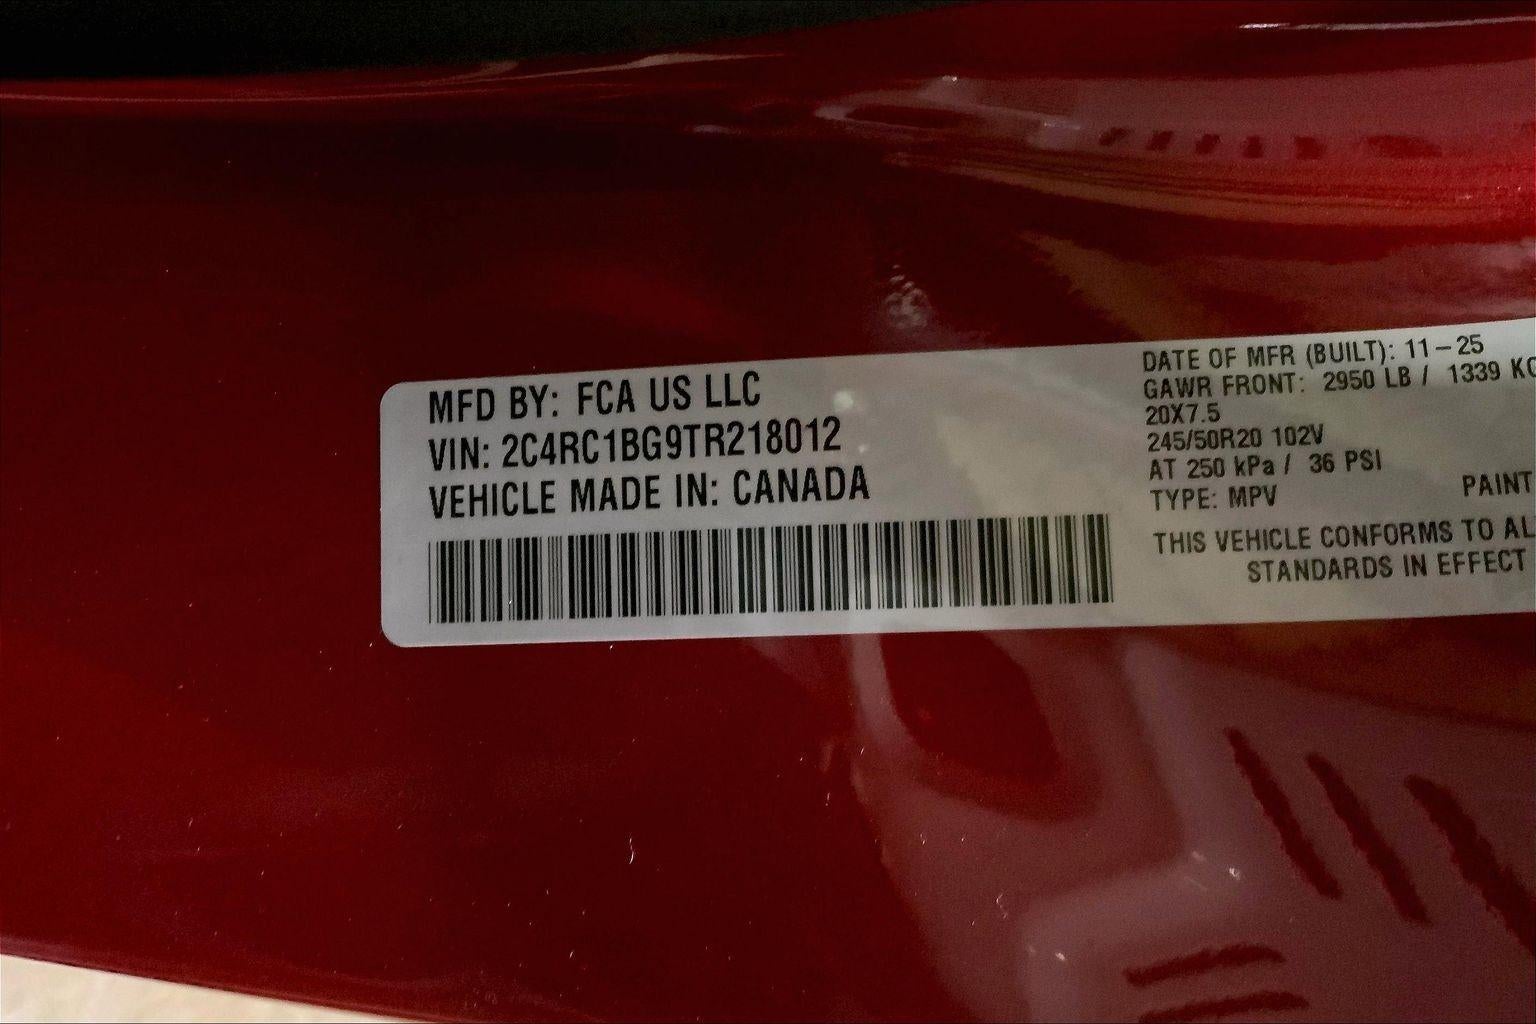 MFD BY: FCA US LLC
VIN: 2C4RC1BG9TR218012
VEHICLE MADE IN: CANADA
DATE OF MFR (BUILT): 11-25
GAWR FRONT: 2950 LB / 1339 KG
20X7.5
245/50R20 102V
AT 250 kPa / 36 PSI
TYPE: MPV PAINT
THIS VEHICLE CONFORMS TO AL
STANDARDS IN EFFECT